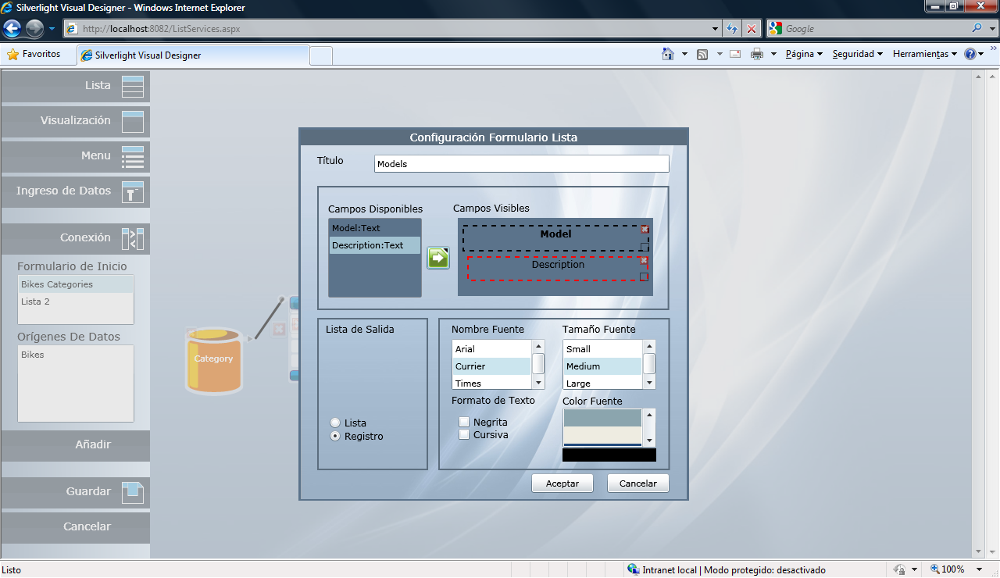 Silverlight Visual Designer - Windows Internet Explorer
http://localhost:8082/ListServices.aspx
Google
Favoritos
Silverlight Visual Designer
Página
Seguridad
Herramientas
Lista
Visualización
Menu
Ingreso de Datos
Conexión
Formulario de Inicio
Bikes Categories
Lista 2
Orígenes De Datos
Bikes
Añadir
Guardar
Cancelar
Category
Configuración Formulario Lista
Título
Models
Campos Disponibles
Model:Text
Description:Text
Campos Visibles
Model
Description
Lista de Salida
Lista
Registro
Nombre Fuente
Arial
Currier
Times
Tamaño Fuente
Small
Medium
Large
Formato de Texto
Negrita
Cursiva
Color Fuente
Aceptar
Cancelar
Listo
Intranet local | Modo protegido: desactivado
100%